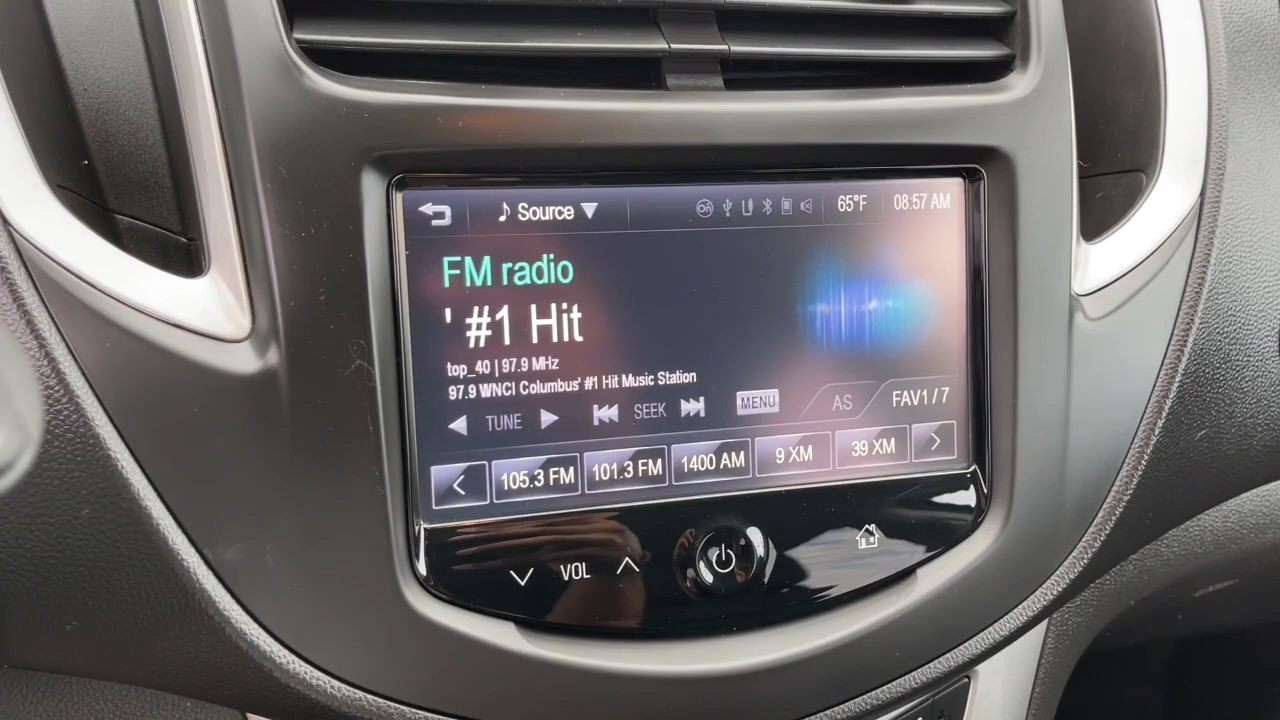 Source
65°F
08:57 AM
FM radio
' #1 Hit
top_40 | 97.9 MHz
97.9 WNCI Columbus' #1 Hit Music Station
TUNE
SEEK
MENU
AS
FAV1 / 7
105.3 FM
101.3 FM
1400 AM
9 XM
39 XM
VOL